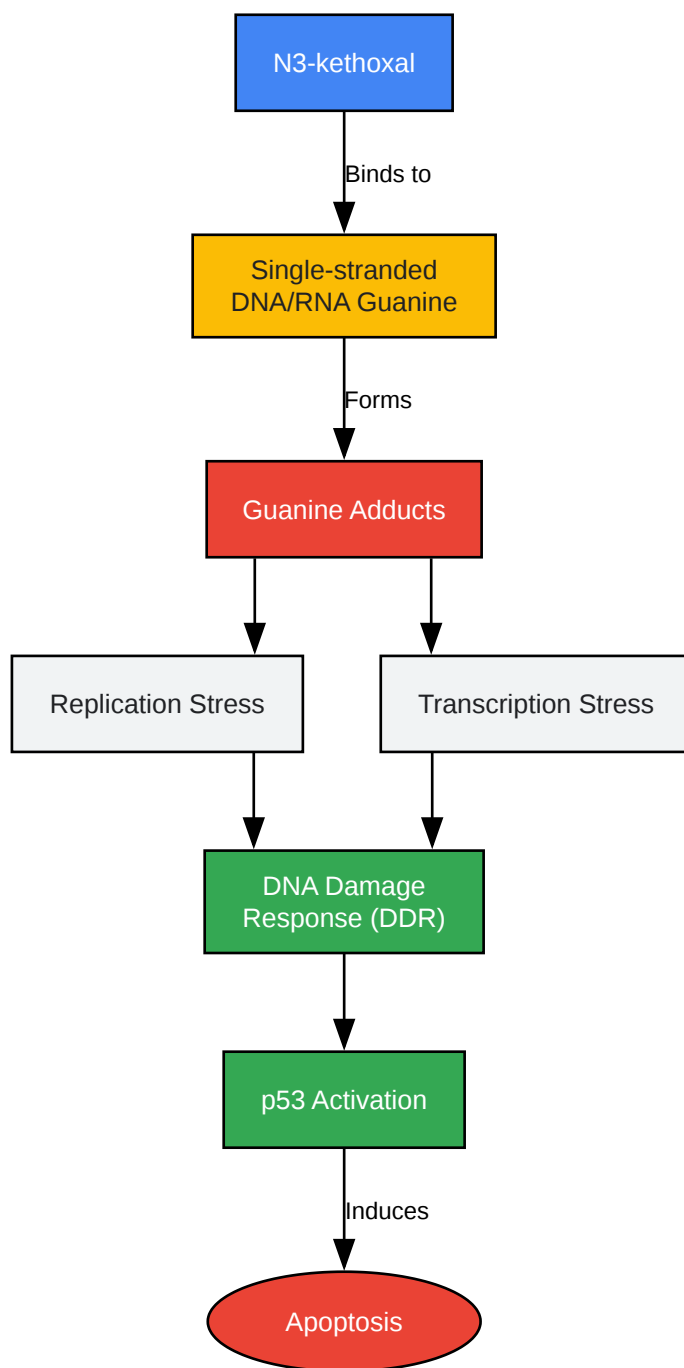 N3-kethoxal
Binds to
Single-stranded
DNA/RNA Guanine
Forms
Guanine Adducts
Replication Stress
Transcription Stress
DNA Damage
Response (DDR)
p53 Activation
Induces
Apoptosis